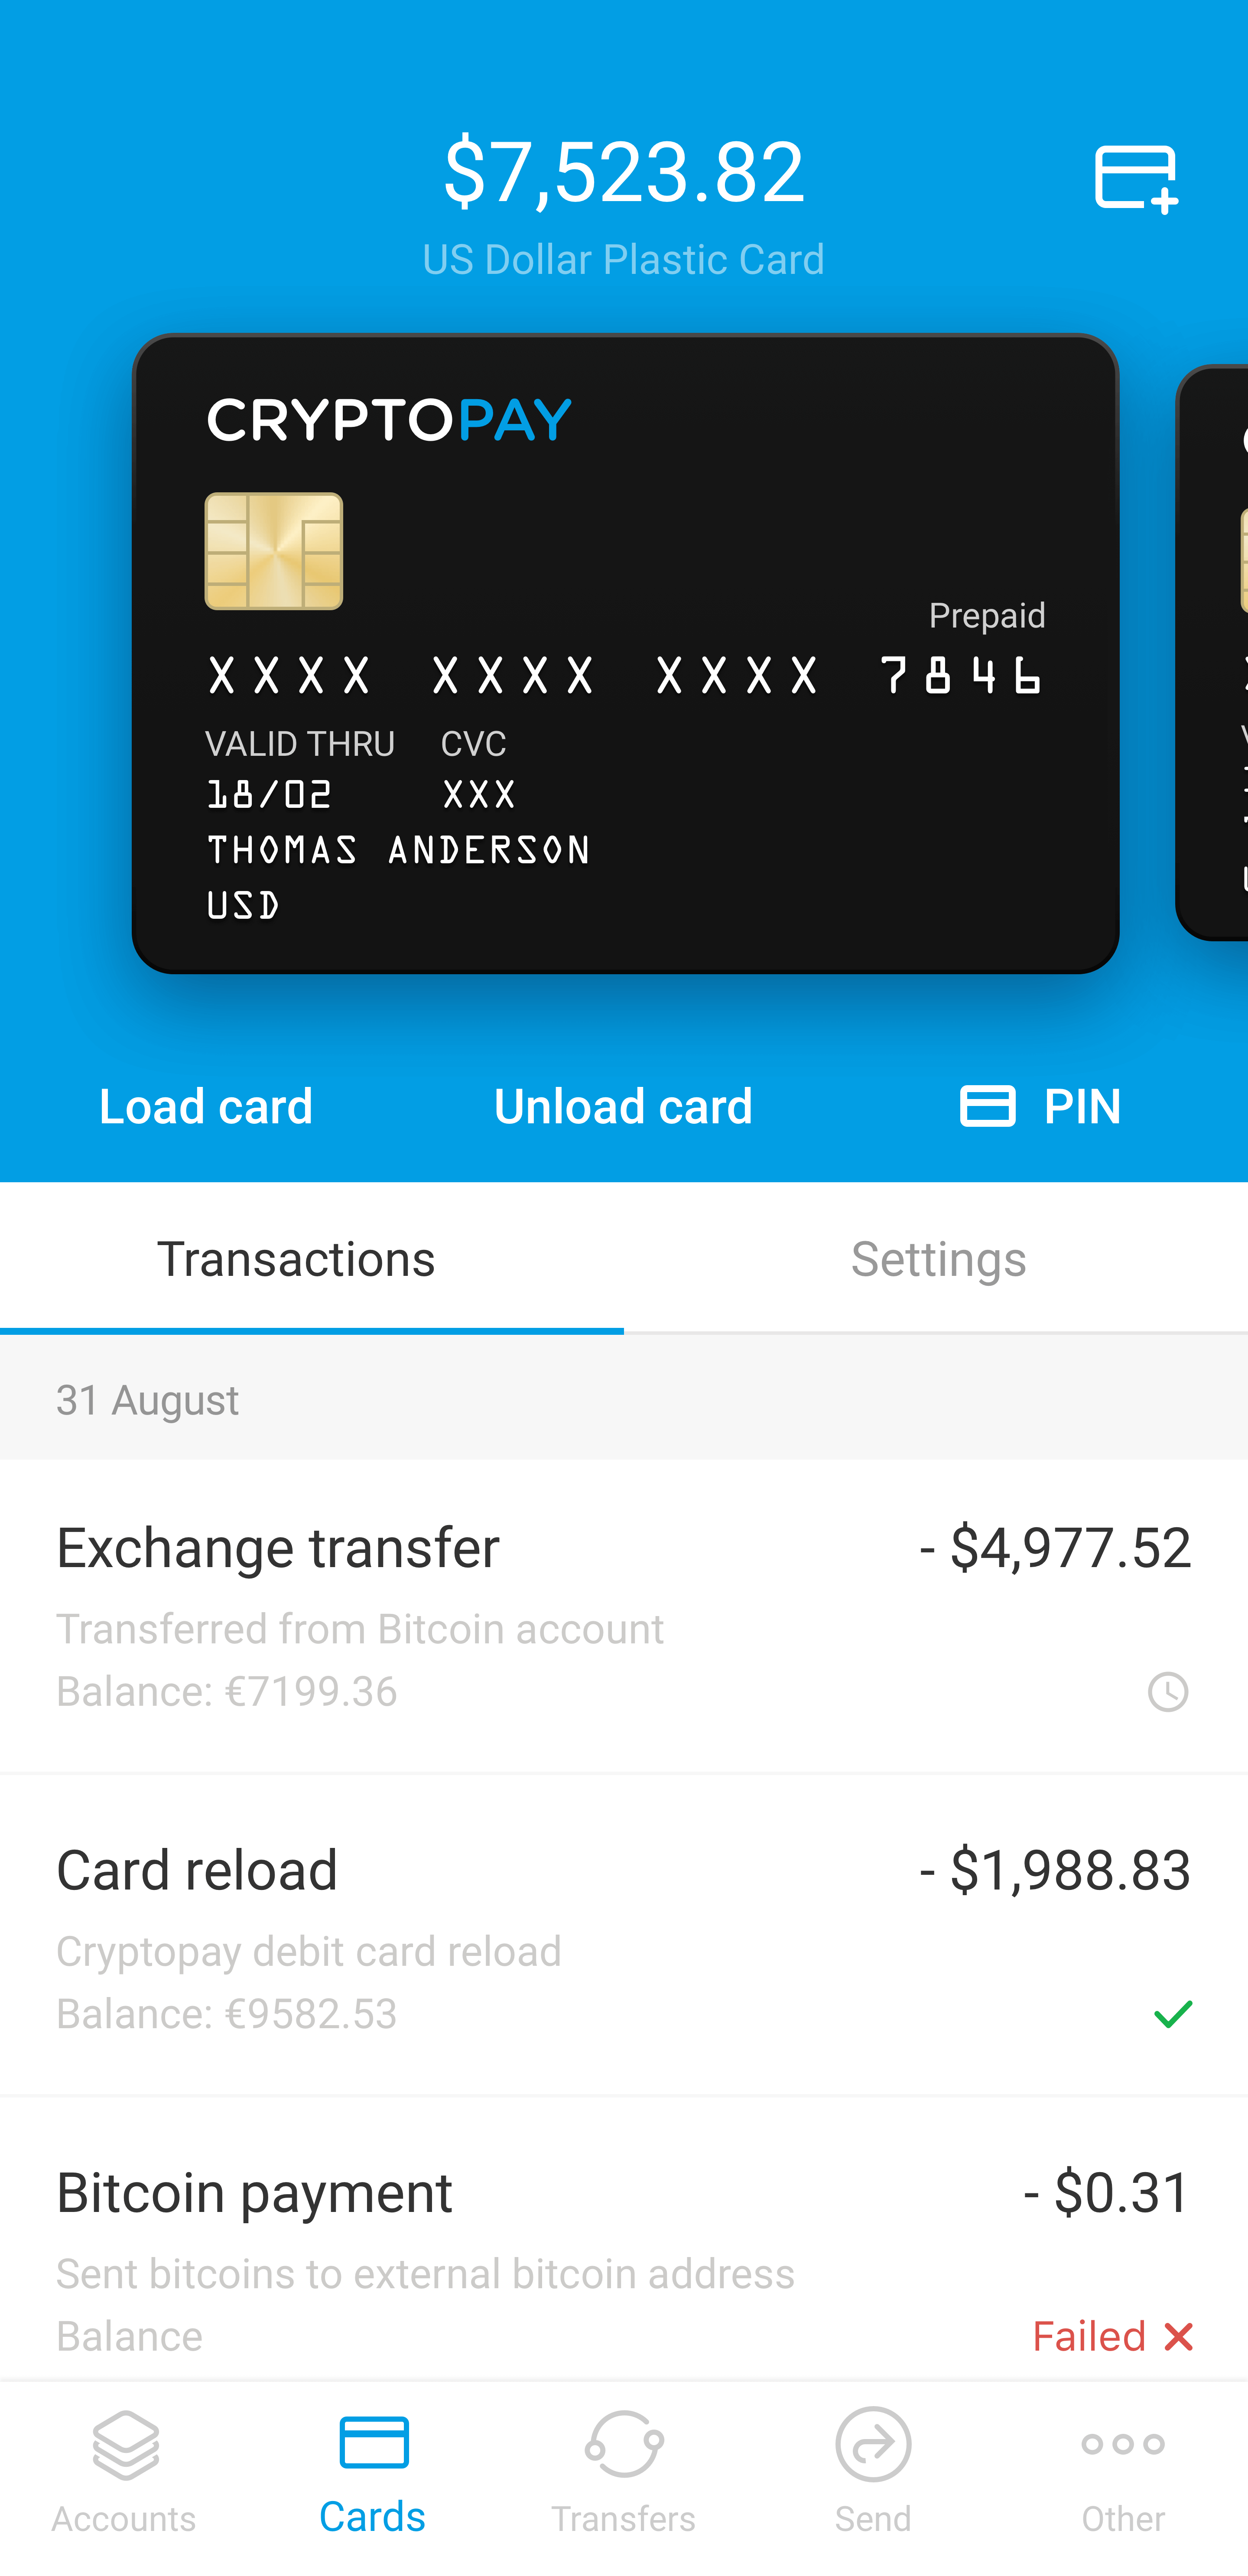 $7,523.82
US Dollar Plastic Card
CRYPTOPAY
Prepaid
XXXX XXXX XXXX 7846
VALID THRU CVC
18/02 XXX
THOMAS ANDERSON
USD
Load card Unload card PIN
Transactions Settings
31 August
Exchange transfer - $4,977.52
Transferred from Bitcoin account
Balance: €7199.36
Card reload - $1,988.83
Cryptopay debit card reload
Balance: €9582.53
Bitcoin payment - $0.31
Sent bitcoins to external bitcoin address
Balance Failed
Accounts Cards Transfers Send Other